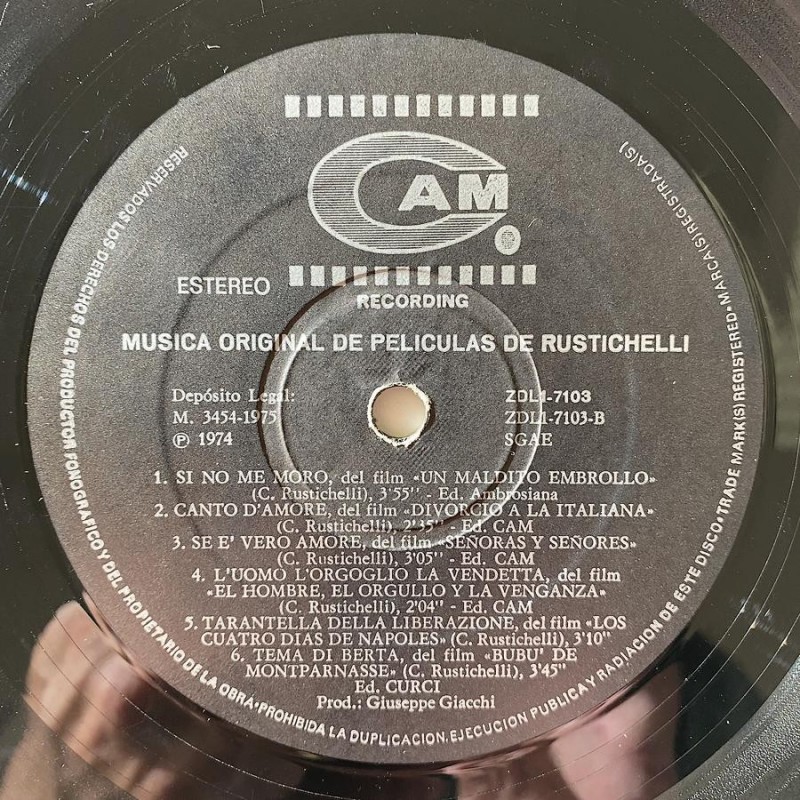 CAM
RECORDING
ESTEREO
MUSICA ORIGINAL DE PELICULAS DE RUSTICHELLI
Depósito Legal:
M. 3454-1975
Ⓟ 1974
ZDL1-7103
ZDL1-7103-B
SGAE
1. SI NO ME MORO, del film «UN MALDITO EMBROLLO»
(C. Rustichelli), 3'55'' - Ed. Ambrosiana
2. CANTO D'AMORE, del film «DIVORCIO A LA ITALIANA»
(C. Rustichelli), 2'35'' - Ed. CAM
3. SE E' VERO AMORE, del film «SEÑORAS Y SEÑORES»
(C. Rustichelli), 3'05'' - Ed. CAM
4. L'UOMO L'ORGOGLIO LA VENDETTA, del film
«EL HOMBRE, EL ORGULLO Y LA VENGANZA»
(C. Rustichelli), 2'04'' - Ed. CAM
5. TARANTELLA DELLA LIBERAZIONE, del film «LOS
CUATRO DIAS DE NAPOLES» (C. Rustichelli), 3'10''
6. TEMA DI BERTA, del film «BUBU' DE
MONTPARNASSE» (C. Rustichelli), 3'45''
Ed. CURCI
Prod.: Giuseppe Giacchi
RESERVADOS LOS DERECHOS DEL PRODUCTOR FONOGRAFICO Y DEL PROPIETARIO DE LA OBRA•PROHIBIDA LA DUPLICACION, EJECUCION PUBLICA Y RADIACION DE ESTE DISCO•TRADE MARK(S) REGISTERED•MARCA(S) REGISTRADA(S)